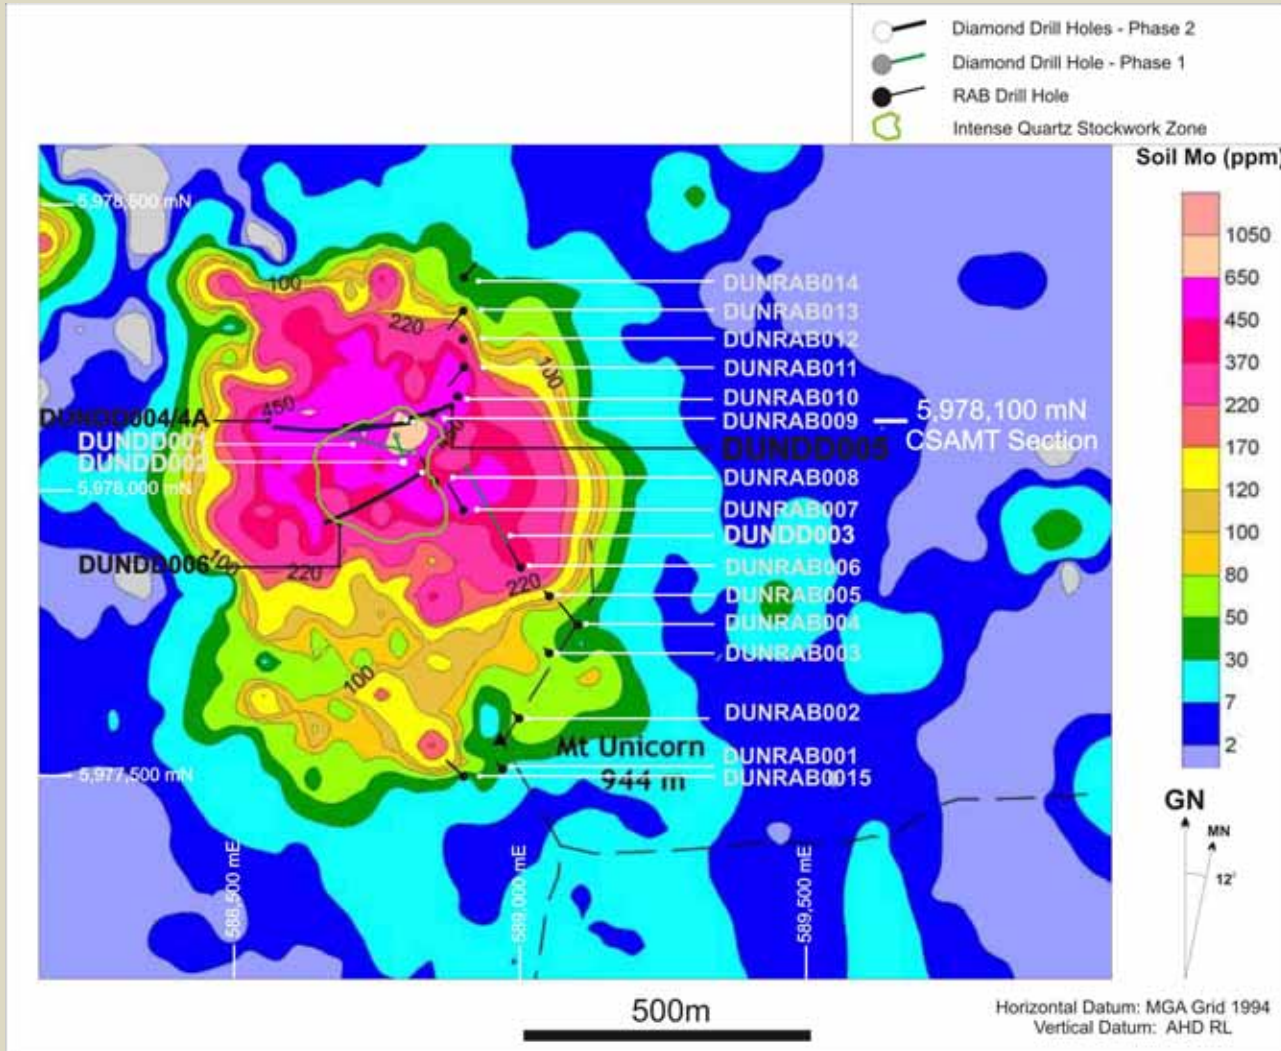 Diamond Drill Holes - Phase 2
Diamond Drill Hole - Phase 1
RAB Drill Hole
Intense Quartz Stockwork Zone
Soil Mo (ppm)
1050
650
450
370
220
170
120
100
80
50
30
7
2
5,978,500 mN
100
220
100
450
DUNRAB014
DUNRAB013
DUNRAB012
DUNRAB011
DUNRAB010
DUNRAB009
5,978,100 mN
CSAMT Section
DUNDD004/4A
DUNDD001
DUNDD002
5,978,000 mN
DUNDD005
DUNRAB008
DUNRAB007
DUNDD003
DUNRAB006
DUNRAB005
DUNRAB004
DUNRAB003
DUNDD006
100
220
220
100
DUNRAB002
DUNRAB001
DUNRAB0015
Mt Unicorn
944 m
5,977,500 mN
588,500 mE
589,000 mE
589,500 mE
GN
MN
12°
500m
Horizontal Datum: MGA Grid 1994
Vertical Datum: AHD RL